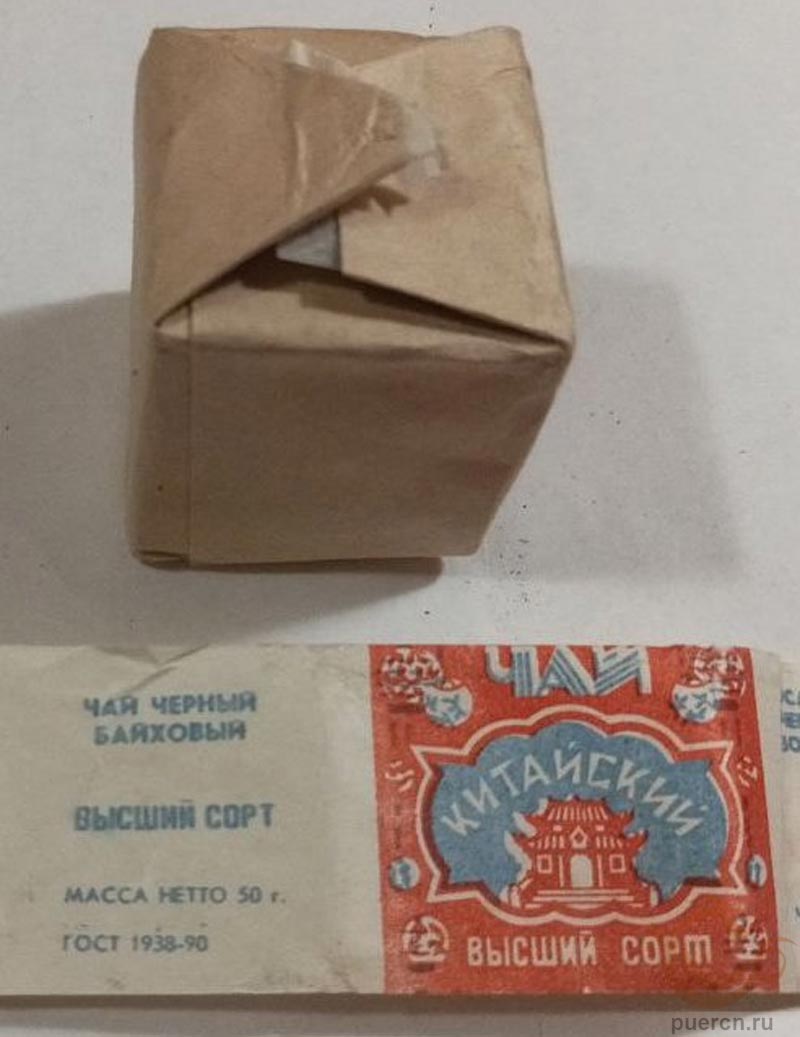 ЧАЙ ЧЕРНЫЙ
БАЙХОВЫЙ
ВЫСШИЙ СОРТ
МАССА НЕТТО 50 г.
ГОСТ 1938-90
ЧАЙ
КИТАЙСКИЙ
ВЫСШИЙ СОРТ
puercn.ru